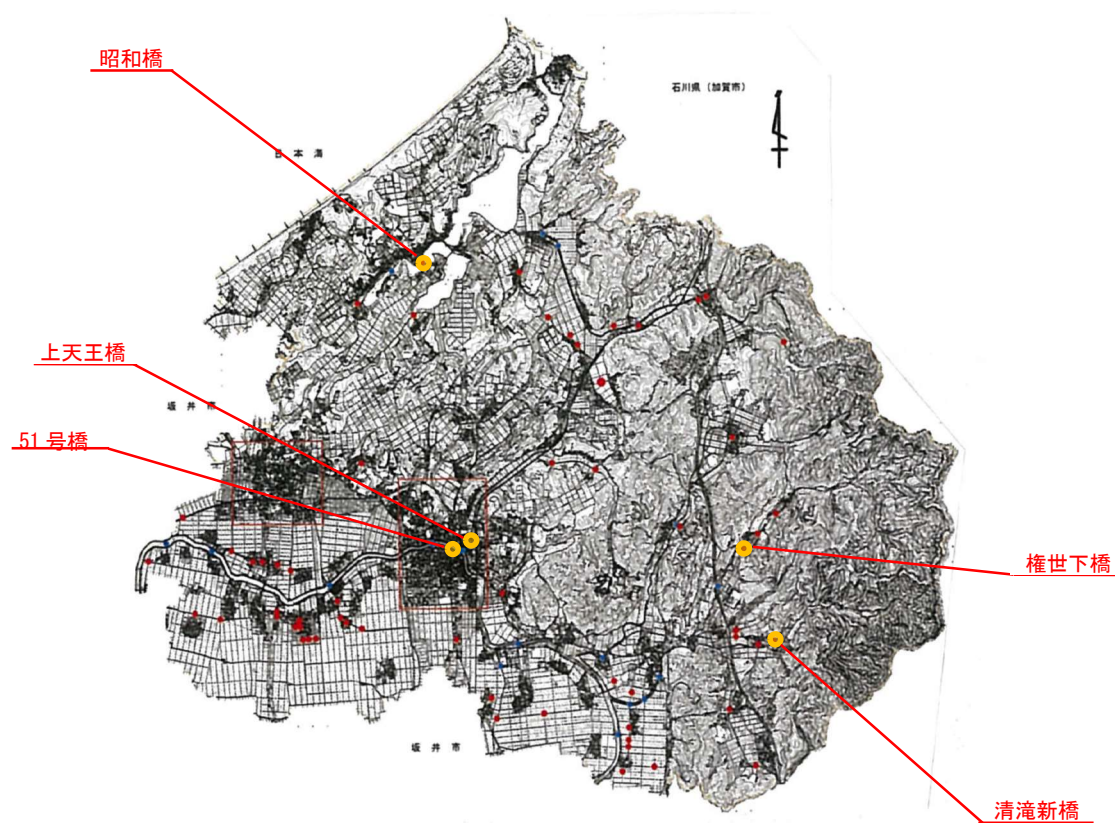 昭和橋
石川県（加賀市）
日本海
上天王橋
坂井市
51号橋
権世下橋
坂井市
清滝新橋